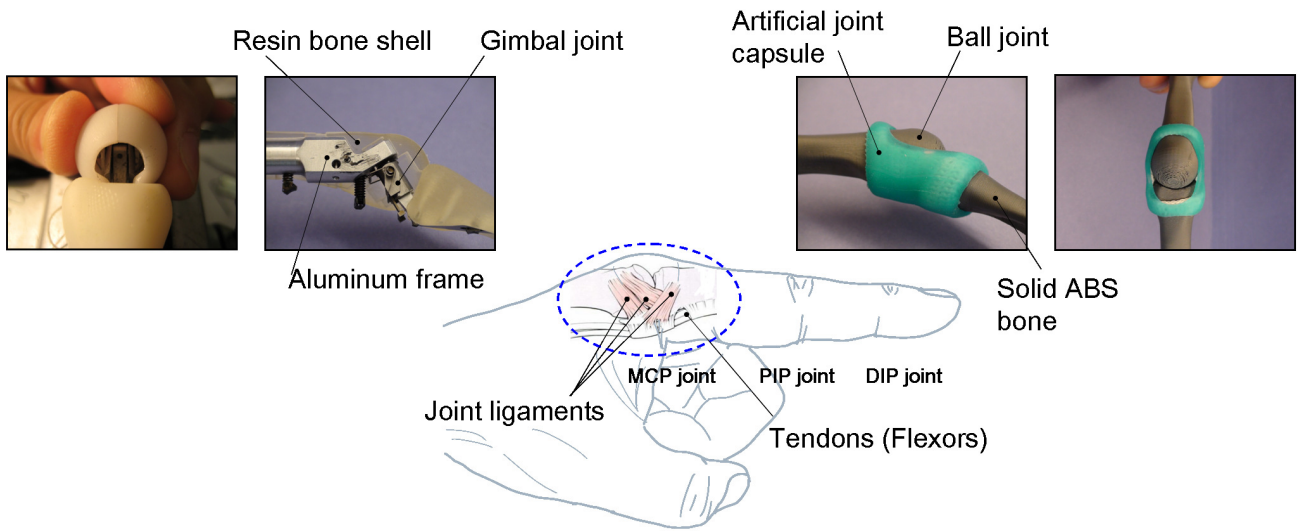 Resin bone shell
Gimbal joint
Artificial joint
capsule
Ball joint
Aluminum frame
Solid ABS
bone
MCP joint
PIP joint
DIP joint
Joint ligaments
Tendons (Flexors)